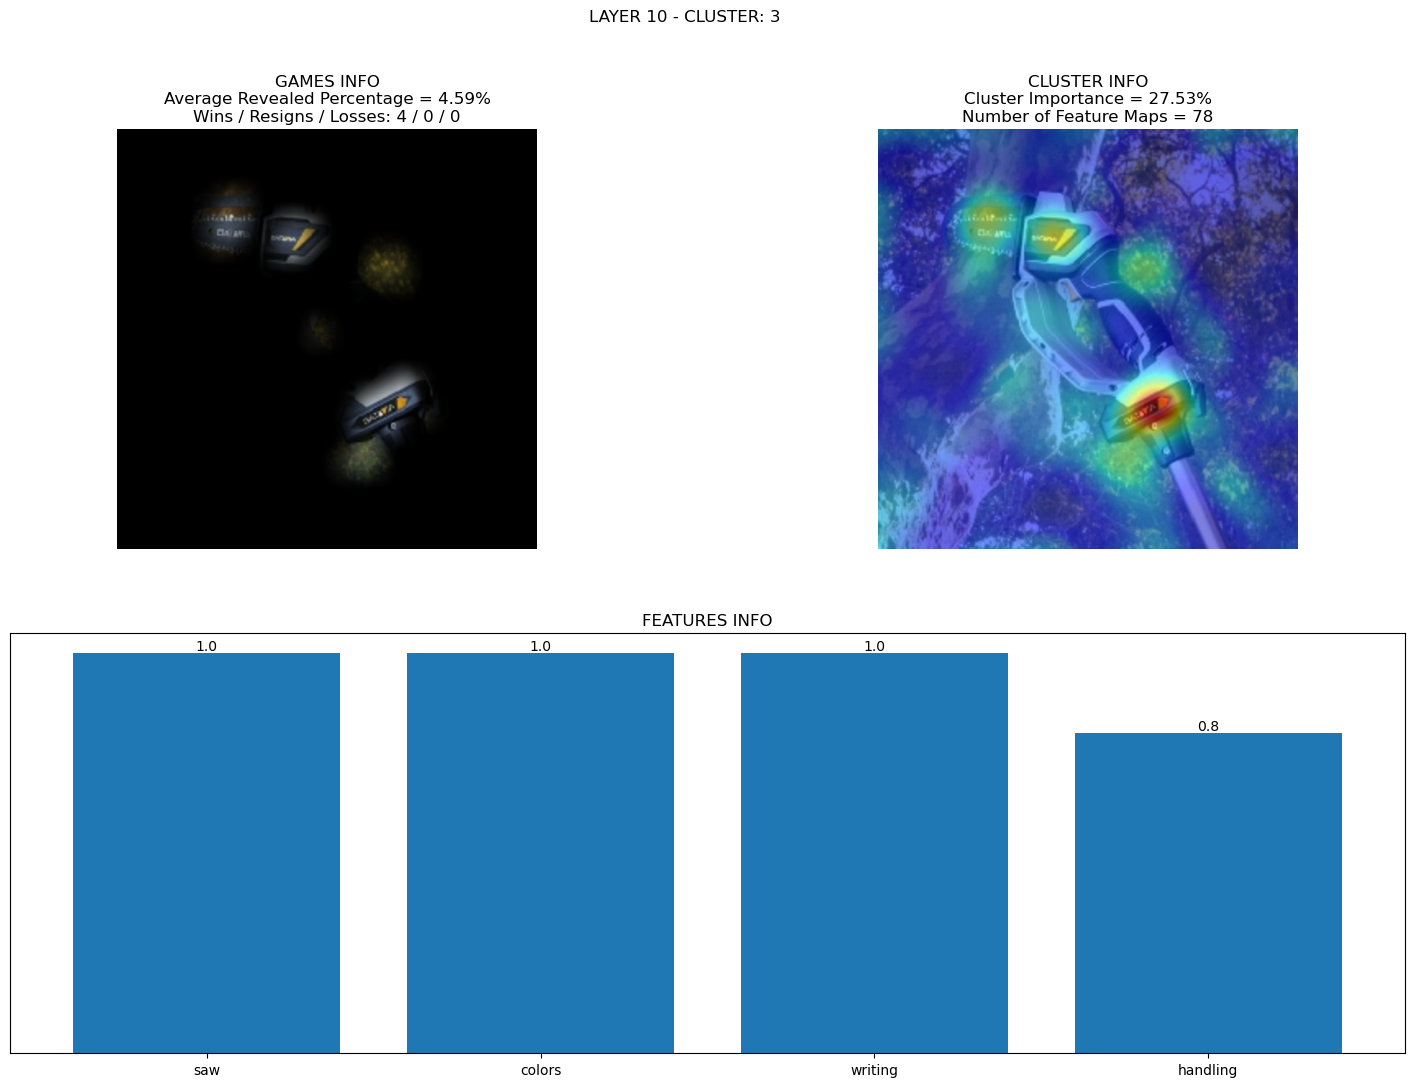 LAYER 10 - CLUSTER: 3
GAMES INFO
Average Revealed Percentage = 4.59%
Wins / Resigns / Losses: 4 / 0 / 0
CLUSTER INFO
Cluster Importance = 27.53%
Number of Feature Maps = 78
FEATURES INFO
1.0
1.0
1.0
0.8
saw
colors
writing
handling